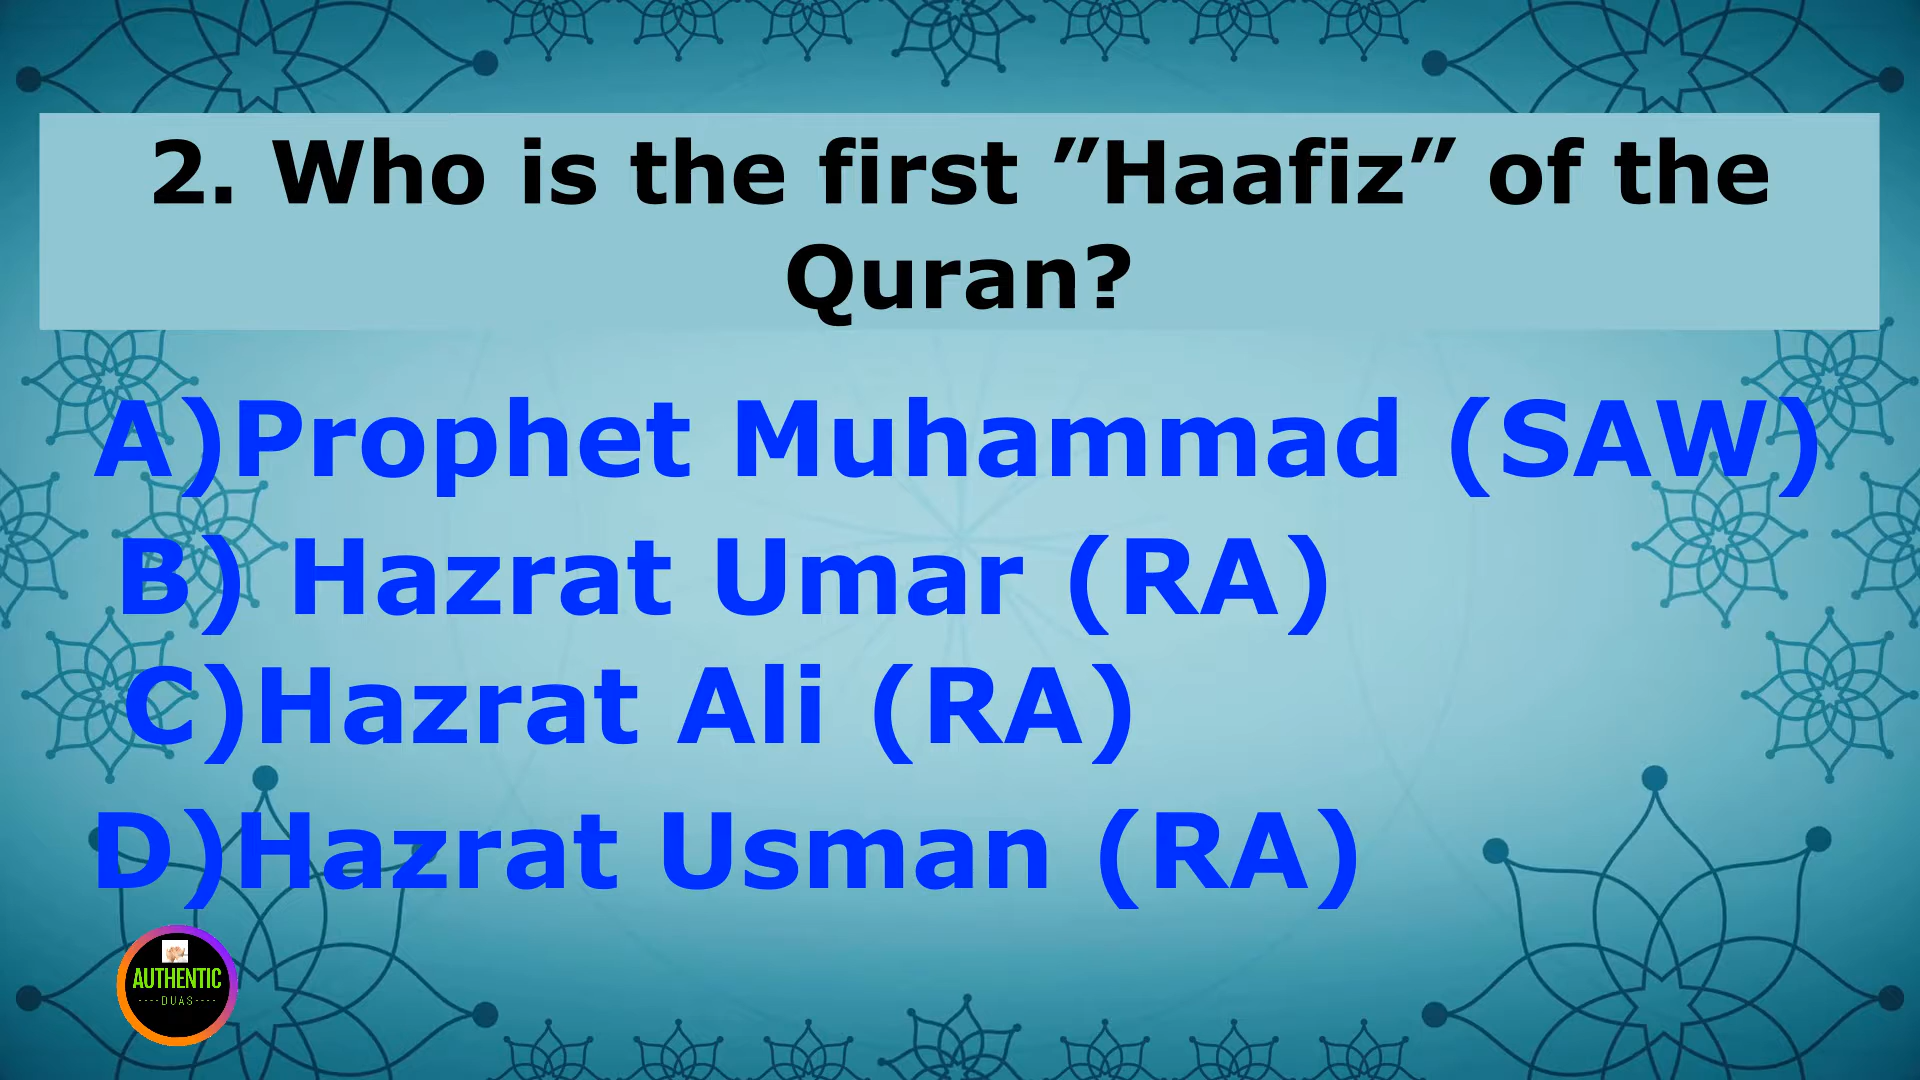 2. Who is the first ”Haafiz” of the
Quran?
A)Prophet Muhammad (SAW)
B) Hazrat Umar (RA)
C)Hazrat Ali (RA)
D)Hazrat Usman (RA)
AUTHENTIC
----DUAS----